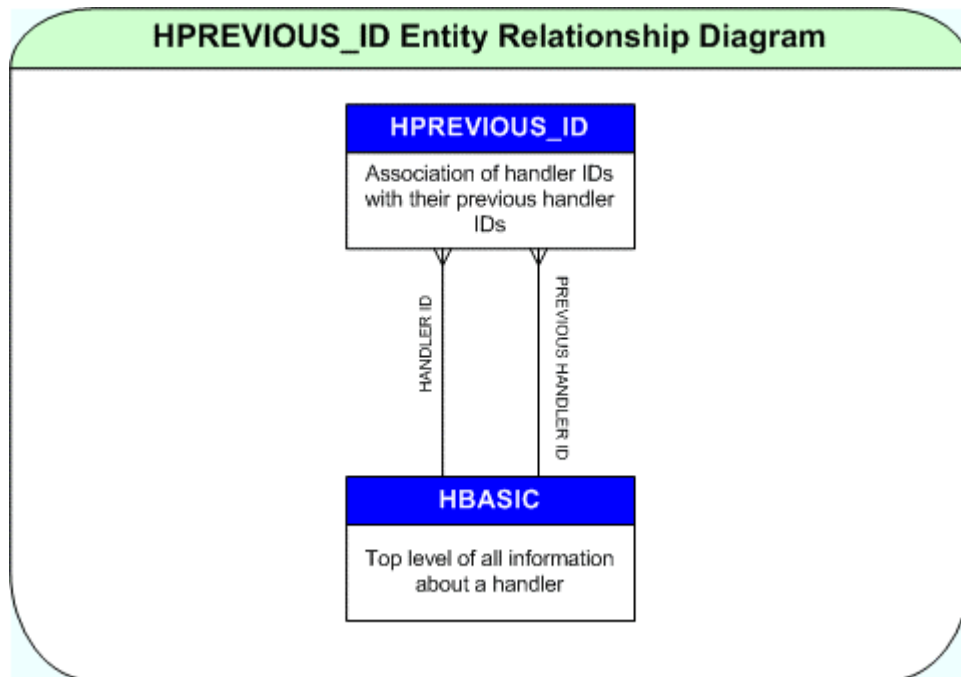 HPREVIOUS_ID Entity Relationship Diagram
HPREVIOUS_ID
Association of handler IDs
with their previous handler
IDs
HANDLER ID
PREVIOUS HANDLER ID
HBASIC
Top level of all information
about a handler